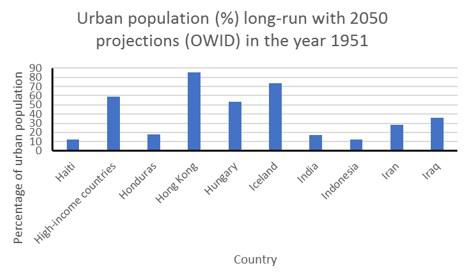 Urban population (%) long-run with 2050
projections (OWID) in the year 1951
Percentage of urban population
90
80
70
60
50
40
30
20
10
0
Haiti
High-income countries
Honduras
Hong Kong
Hungary
Iceland
India
Indonesia
Iran
Iraq
Country